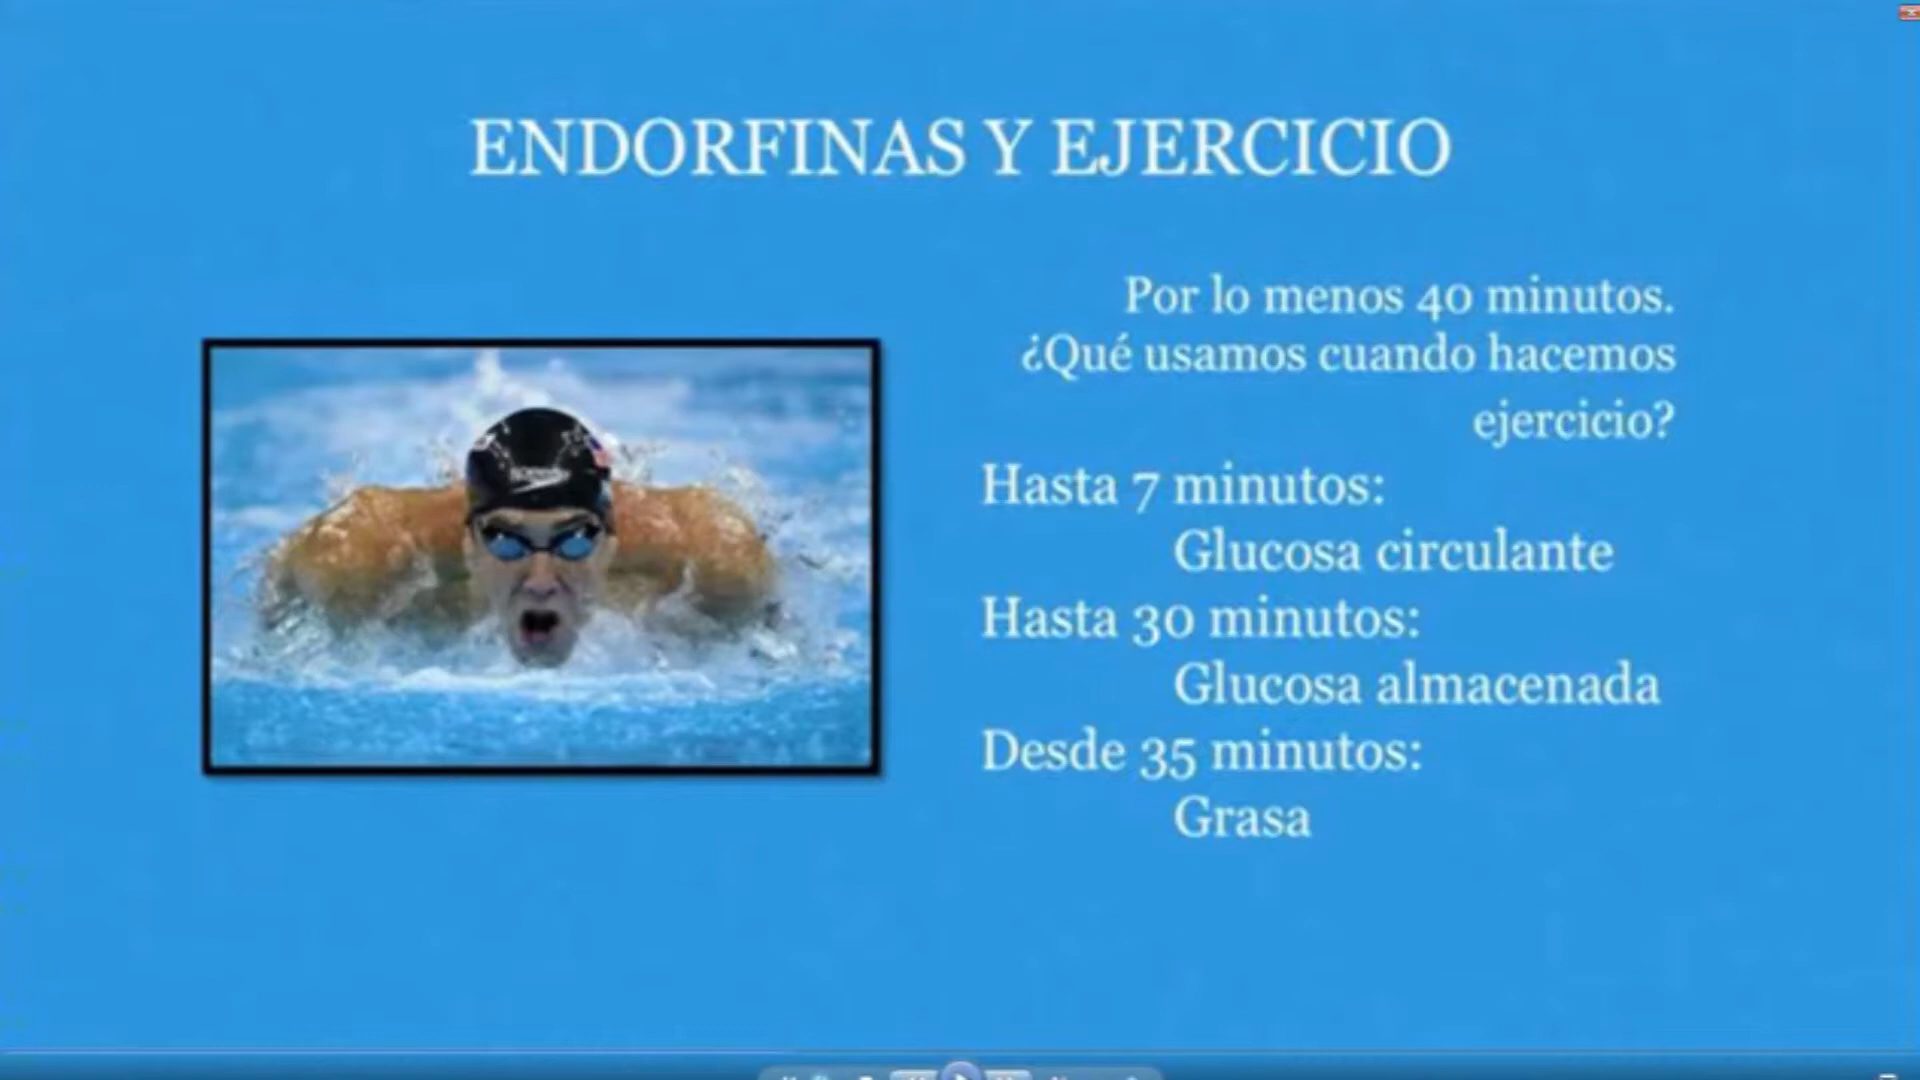 ENDORFINAS Y EJERCICIO
Por lo menos 40 minutos.
¿Qué usamos cuando hacemos
ejercicio?
Hasta 7 minutos:
Glucosa circulante
Hasta 30 minutos:
Glucosa almacenada
Desde 35 minutos:
Grasa